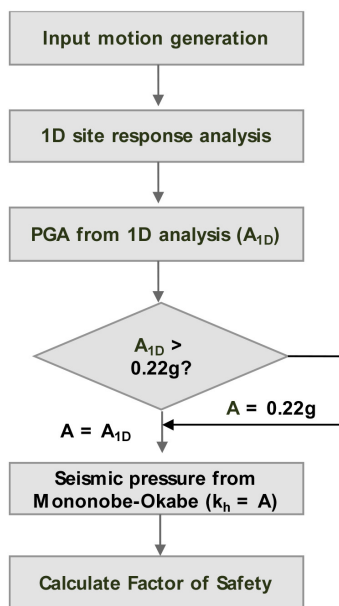 Input motion generation
1D site response analysis
PGA from 1D analysis (A1D)
A1D >
0.22g?
A = 0.22g
A = A1D
Seismic pressure from
Mononobe-Okabe (kh = A)
Calculate Factor of Safety